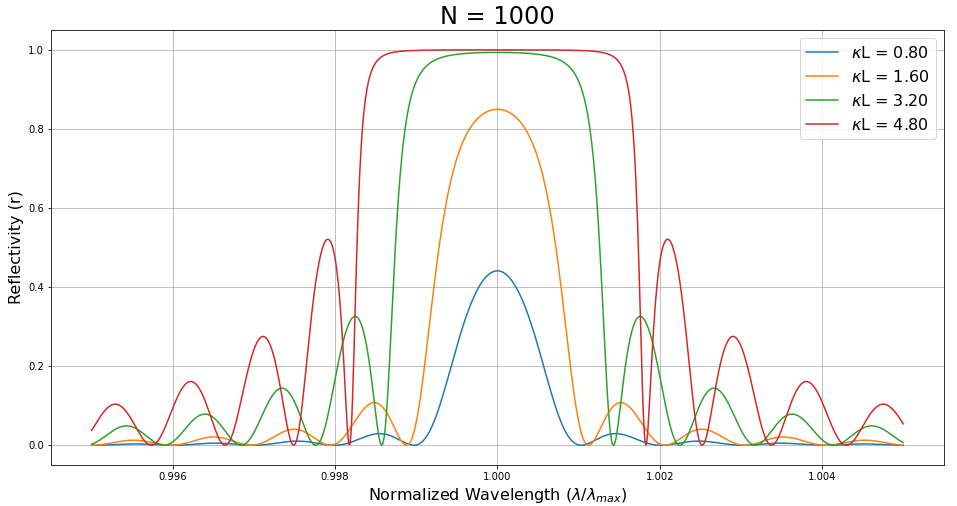 N = 1000
κL = 0.80
κL = 1.60
κL = 3.20
κL = 4.80
Reflectivity (r)
1.0
0.8
0.6
0.4
0.2
0.0
0.996 0.998 1.000 1.002 1.004
Normalized Wavelength (λ/λmax)